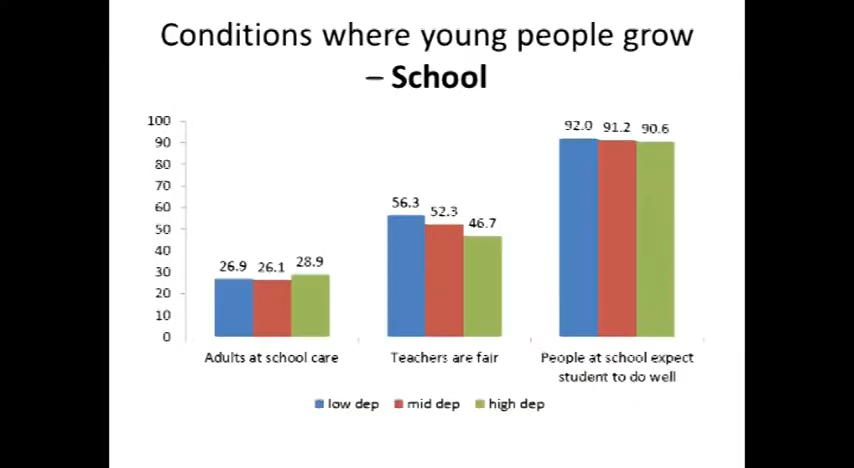 Conditions where young people grow
– School
100
90
80
70
60
50
40
30
20
10
0
26.9 26.1 28.9
56.3 52.3 46.7
92.0 91.2 90.6
Adults at school care
Teachers are fair
People at school expect
student to do well
low dep mid dep high dep